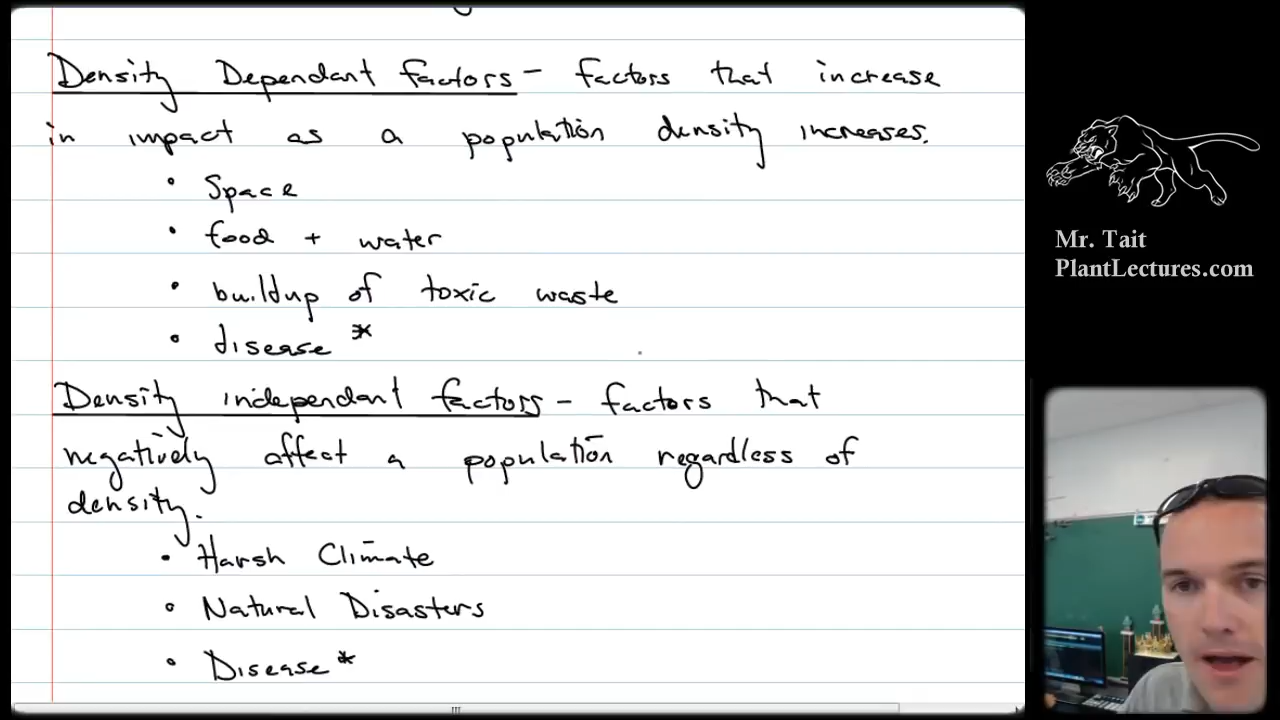 Density Dependant factors - factors that increase
in impact as a population density increases.
• Space
• food + water
• buildup of toxic waste
• disease *
Density independant factors - factors that
negatively affect a population regardless of
density.
• Harsh Climate
• Natural Disasters
• Disease *
Mr. Tait
PlantLectures.com